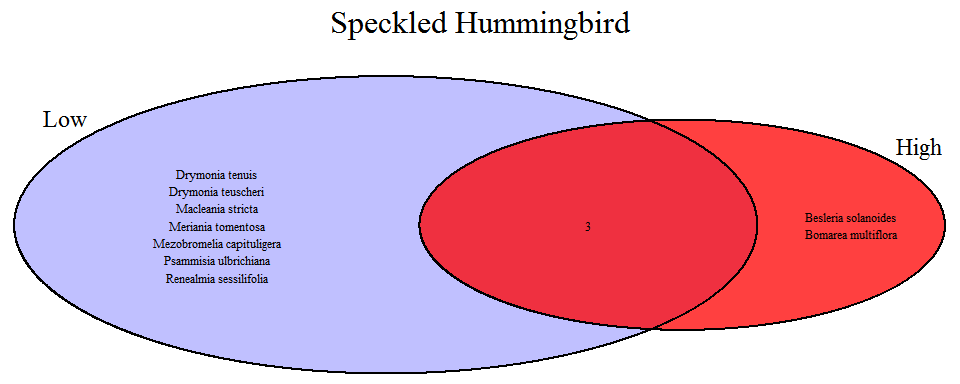 Speckled Hummingbird
Low
High
Drymonia tenuis
Drymonia teuscheri
Macleania stricta
Meriania tomentosa
Mezobromelia capituligera
Psammisia ulbrichiana
Renealmia sessilifolia
3
Besleria solanoides
Bomarea multiflora